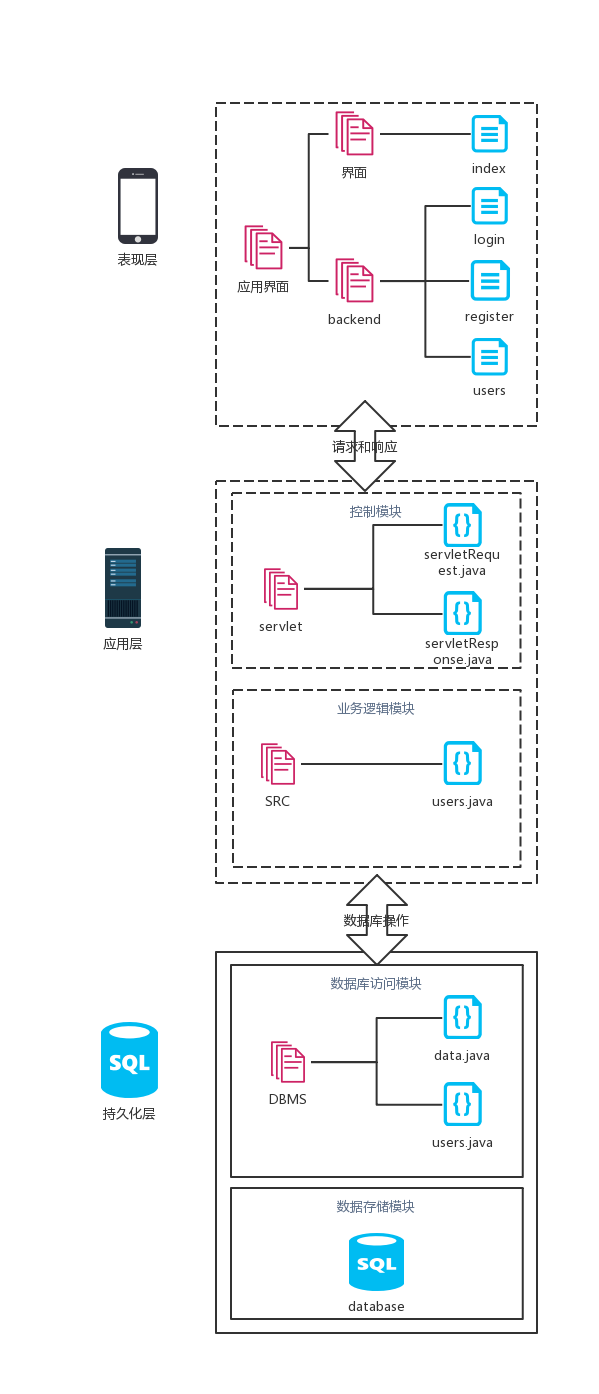 界面
index
表现层
应用界面
login
backend
register
users
请求和响应
控制模块
servletRequ
est.java
应用层
servlet
servletResp
onse.java
业务逻辑模块
SRC
users.java
数据库操作
数据库访问模块
SQL
data.java
持久化层
DBMS
users.java
数据存储模块
SQL
database